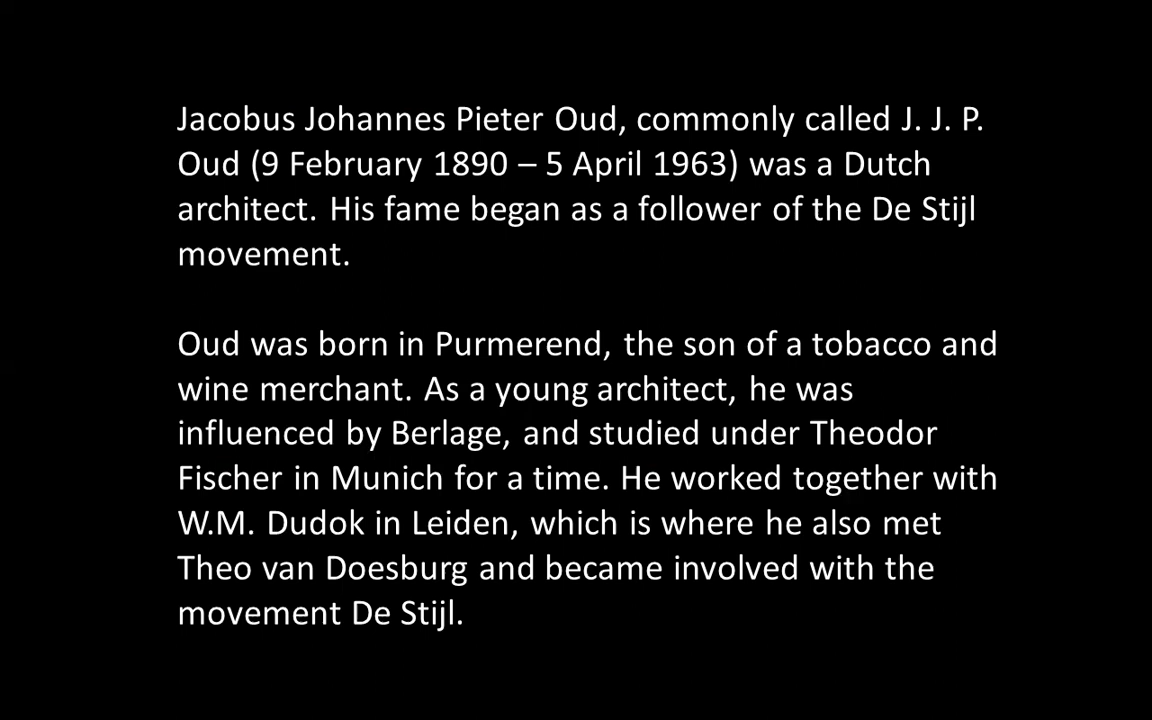 Jacobus Johannes Pieter Oud, commonly called J. J. P.
Oud (9 February 1890 – 5 April 1963) was a Dutch
architect. His fame began as a follower of the De Stijl
movement.
Oud was born in Purmerend, the son of a tobacco and
wine merchant. As a young architect, he was
influenced by Berlage, and studied under Theodor
Fischer in Munich for a time. He worked together with
W.M. Dudok in Leiden, which is where he also met
Theo van Doesburg and became involved with the
movement De Stijl.